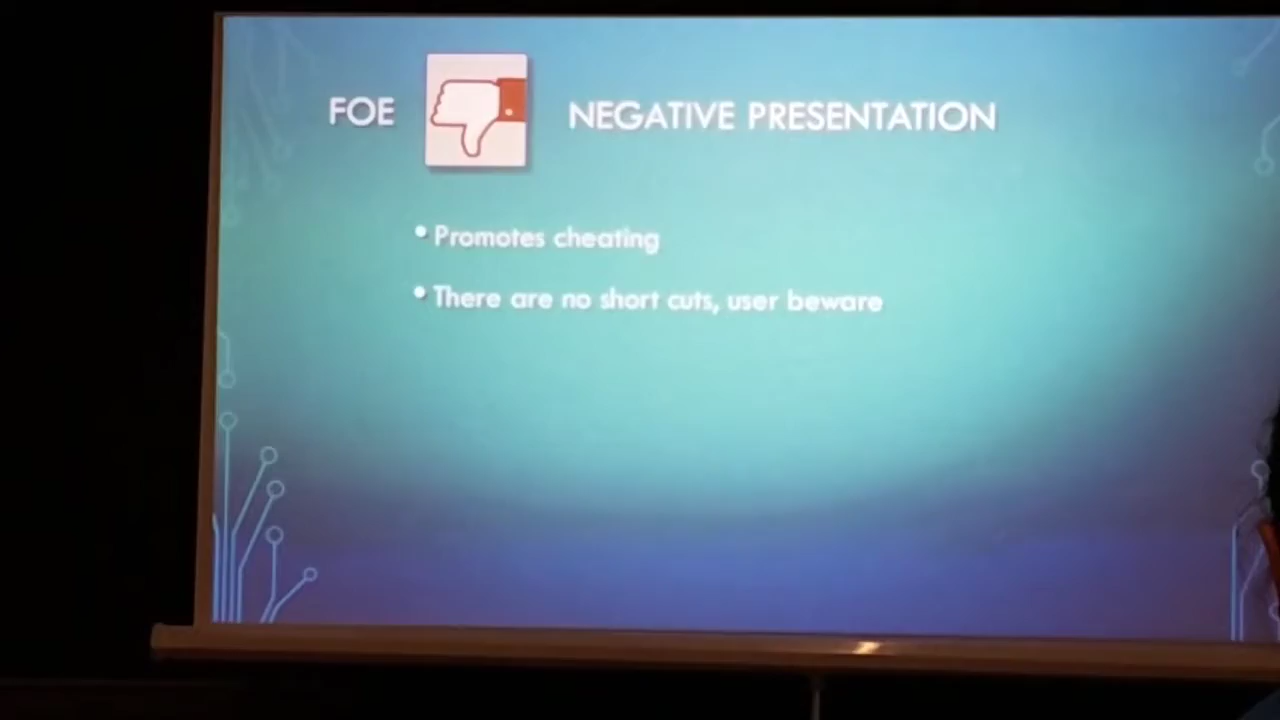 FOE NEGATIVE PRESENTATION
• Promotes cheating
• There are no short cuts, user beware